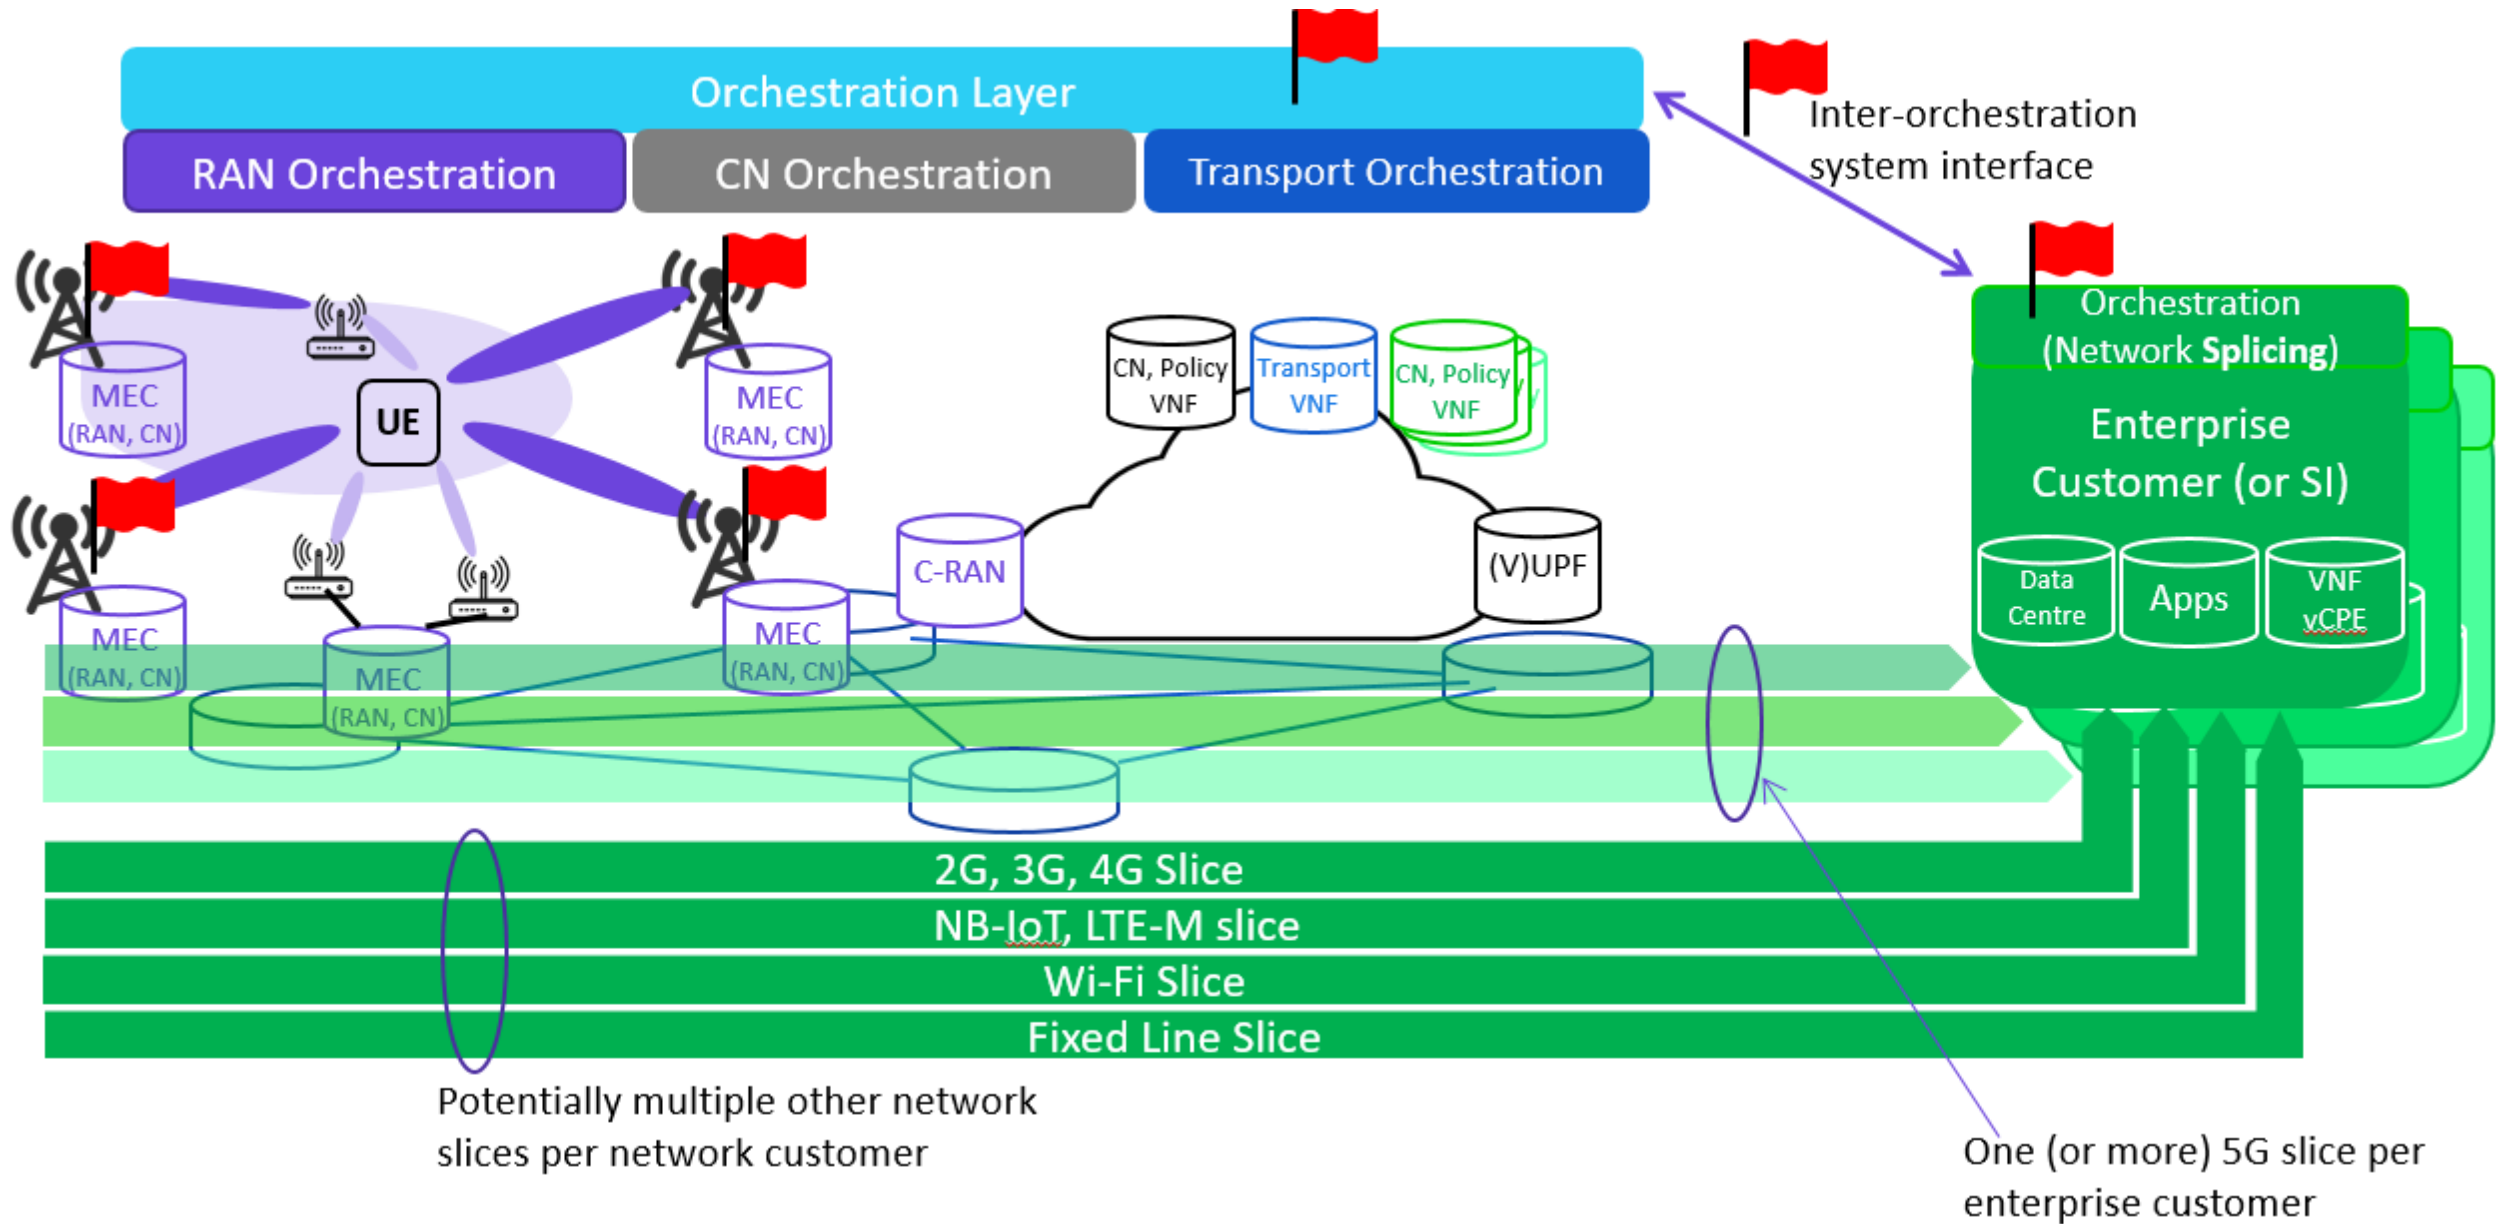 Orchestration Layer
RAN Orchestration
CN Orchestration
Transport Orchestration
Inter-orchestration
system interface
MEC
(RAN, CN)
UE
MEC
(RAN, CN)
CN, Policy
VNF
Transport
VNF
CN, Policy
VNF
y
Orchestration
(Network Splicing)
Enterprise
Customer (or SI)
Data
Centre
Apps
VNF
vCPE
C-RAN
(V)UPF
MEC
(RAN, CN)
MEC
(RAN, CN)
MEC
(RAN, CN)
2G, 3G, 4G Slice
NB-IoT, LTE-M slice
Wi-Fi Slice
Fixed Line Slice
Potentially multiple other network
slices per network customer
One (or more) 5G slice per
enterprise customer